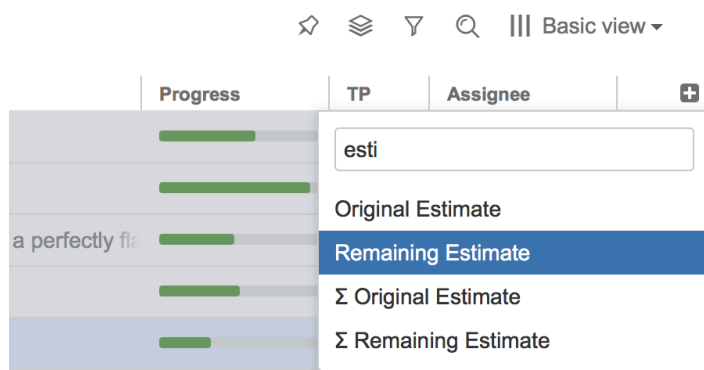 Basic view
Progress TP Assignee
esti
Original Estimate
a perfectly fla
Remaining Estimate
Σ Original Estimate
Σ Remaining Estimate